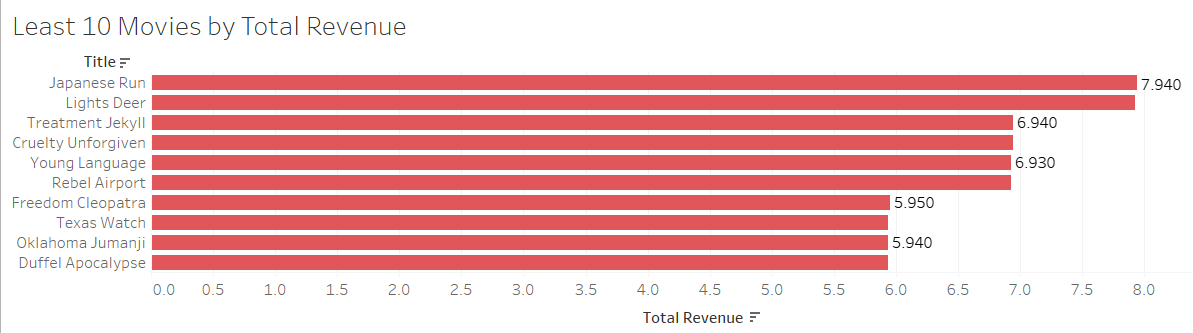 Least 10 Movies by Total Revenue
Title
Japanese Run 7.940
Lights Deer
Treatment Jekyll 6.940
Cruelty Unforgiven
Young Language 6.930
Rebel Airport
Freedom Cleopatra 5.950
Texas Watch
Oklahoma Jumanji 5.940
Duffel Apocalypse
0.0 0.5 1.0 1.5 2.0 2.5 3.0 3.5 4.0 4.5 5.0 5.5 6.0 6.5 7.0 7.5 8.0
Total Revenue